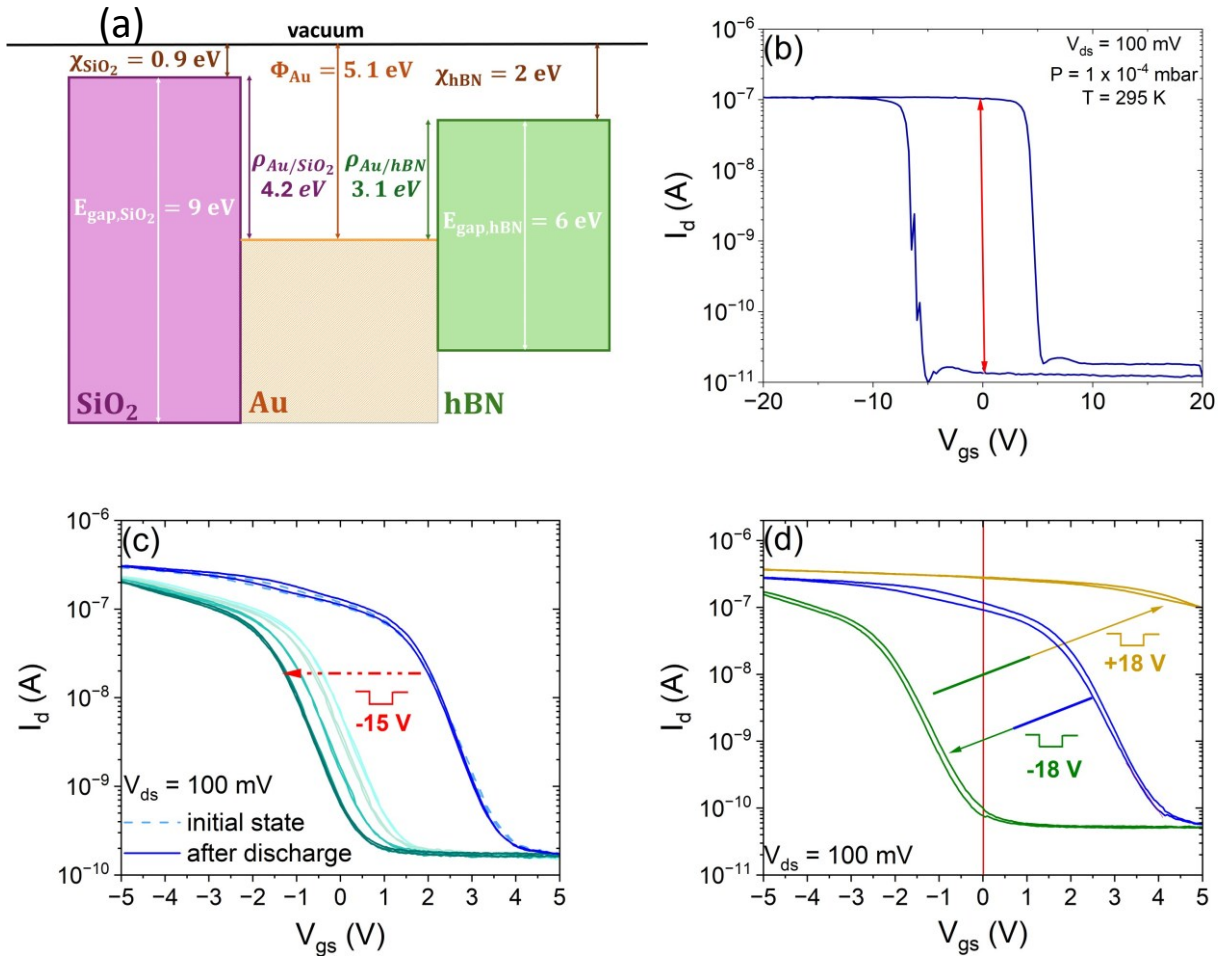 (a)
vacuum
χSiO₂ = 0.9 eV
ΦAu = 5.1 eV
χhBN = 2 eV
ρAu/SiO₂
4.2 eV
ρAu/hBN
3.1 eV
Egap,SiO₂ = 9 eV
Egap,hBN = 6 eV
SiO₂
Au
hBN
(b)
Vds = 100 mV
P = 1 x 10⁻⁴ mbar
T = 295 K
10⁻⁶
10⁻⁷
10⁻⁸
10⁻⁹
10⁻¹⁰
10⁻¹¹
Id (A)
−20 −10 0 10 20
Vgs (V)
(c)
10⁻⁶
10⁻⁷
10⁻⁸
10⁻⁹
10⁻¹⁰
Id (A)
-15 V
Vds = 100 mV
initial state
after discharge
−5 −4 −3 −2 −1 0 1 2 3 4 5
Vgs (V)
(d)
10⁻⁶
10⁻⁷
10⁻⁸
10⁻⁹
10⁻¹⁰
10⁻¹¹
Id (A)
+18 V
-18 V
Vds = 100 mV
−5 −4 −3 −2 −1 0 1 2 3 4 5
Vgs (V)